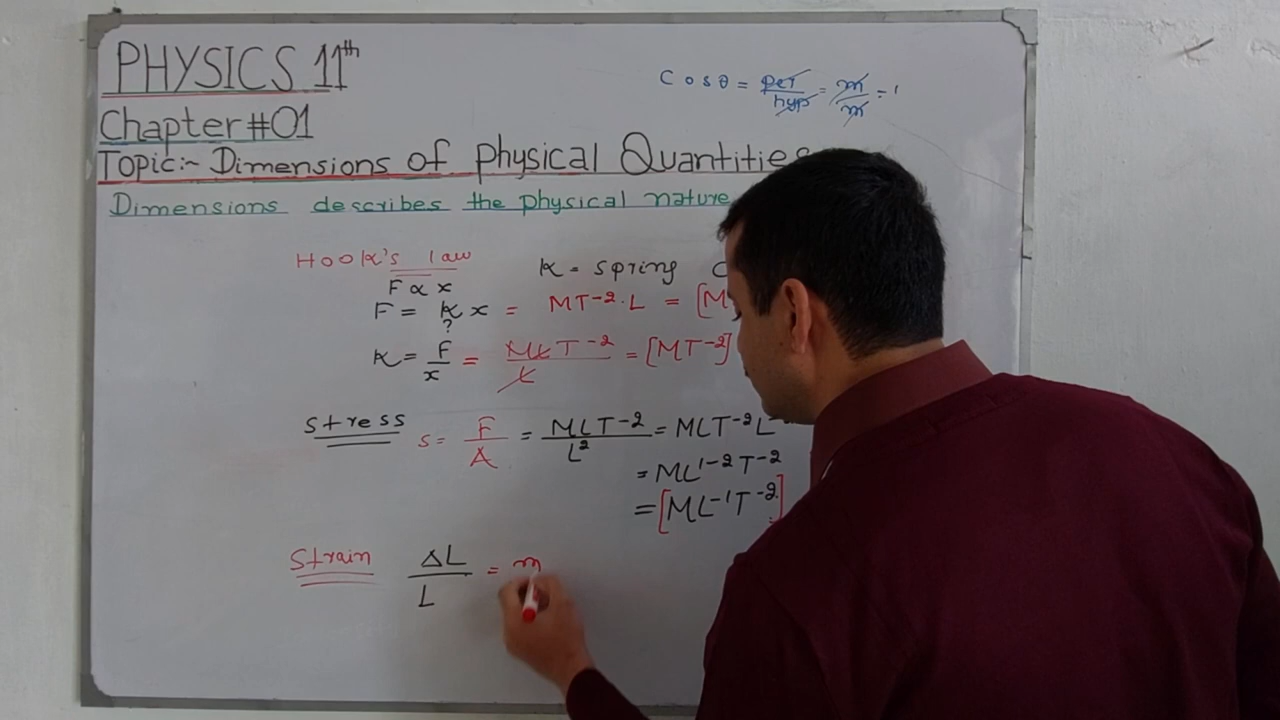 PHYSICS 11th
Cosθ = per/hyp = m/m = 1
Chapter#01
Topic:- Dimensions of Physical Quantities
Dimensions describes the physical nature
Hook's law
K = spring
F ∝ x
F = Kx = MT-2.L = [M
?
K = F/x = MLT-2/L = [MT-2]
Stress S = F/A = MLT-2/L2 = MLT-2L-
= ML1-2T-2
= [ML-1T-2]
Strain ΔL/L = m